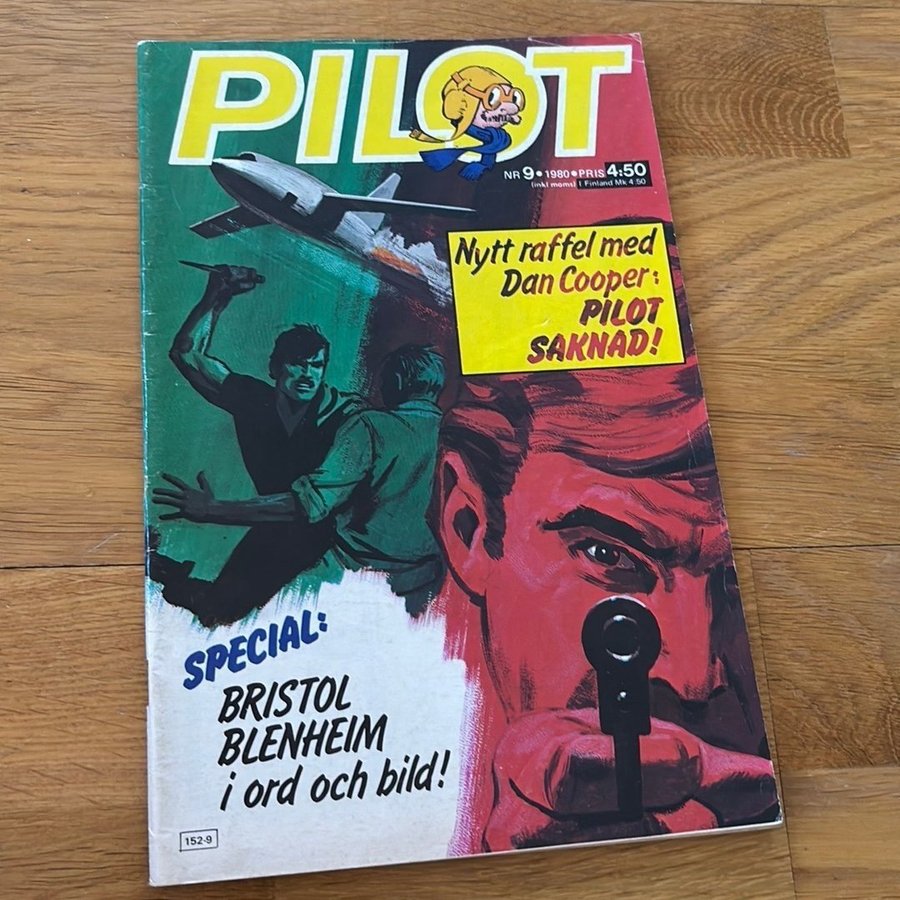 PILOT
NR 9 • 1980 • PRIS 4:50
(inkl moms) I Finland Mk 4:50
Nytt raffel med
Dan Cooper:
PILOT
SAKNAD!
SPECIAL:
BRISTOL
BLENHEIM
i ord och bild!
152-9